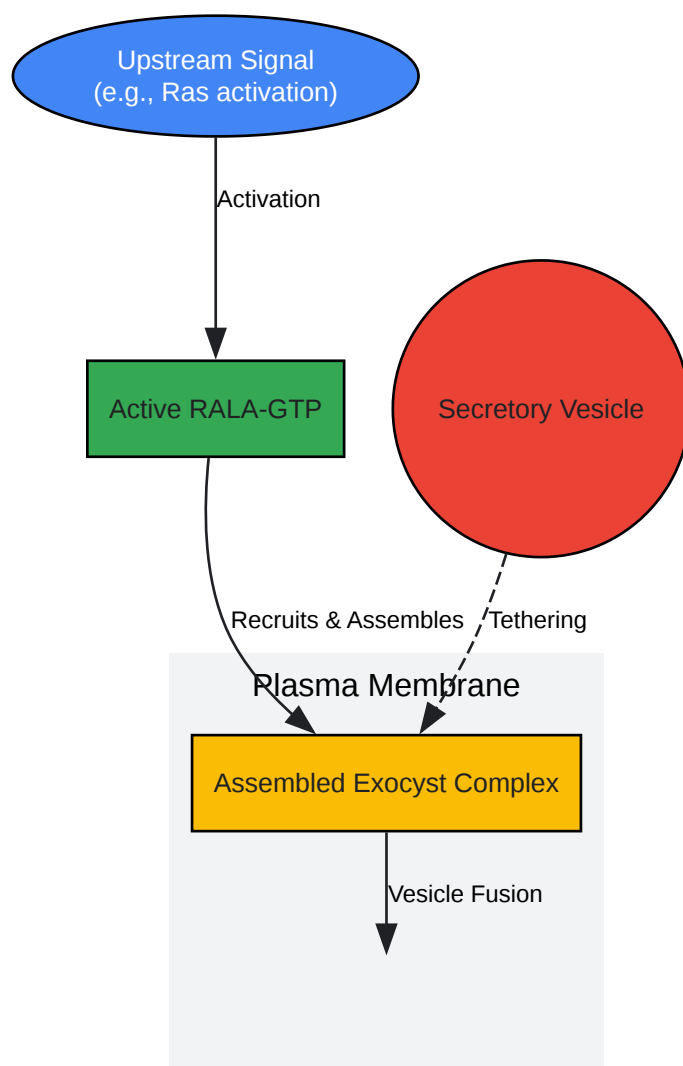 Upstream Signal
(e.g., Ras activation)
Activation
Active RALA-GTP
Secretory Vesicle
Recruits & Assembles
Tethering
Plasma Membrane
Assembled Exocyst Complex
Vesicle Fusion